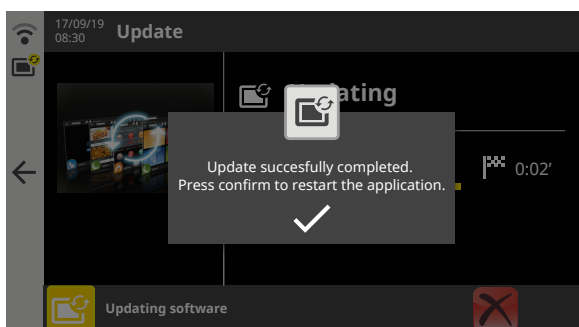 17/09/19
08:30
Update
Updating
Update succesfully completed.
Press confirm to restart the application.
0:02’
Updating software